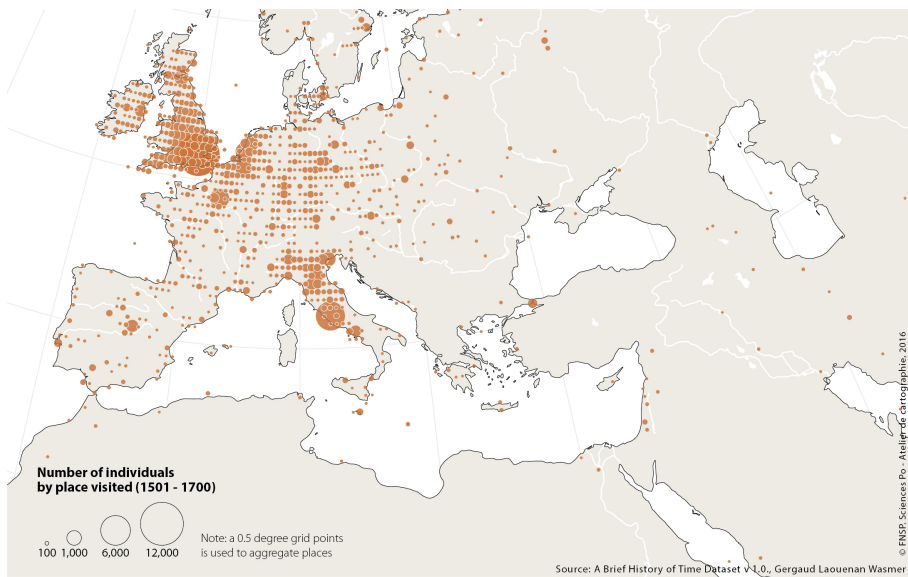 Number of individuals
by place visited (1501 - 1700)
100 1,000 6,000 12,000
Note: a 0.5 degree grid points
is used to aggregate places
Source: A Brief History of Time Dataset v 1.0., Gergaud Laouenan Wasmer
© FNSP. Sciences Po - Atelier de cartographie, 2016